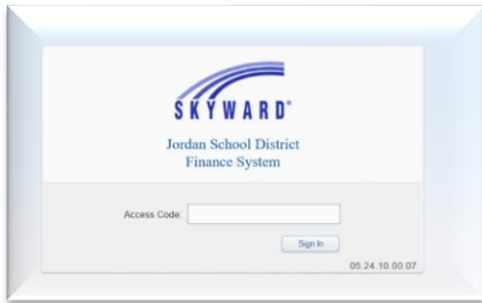 SKYWARD®
Jordan School District
Finance System
Access Code:
Sign In
05.24.10.00.07